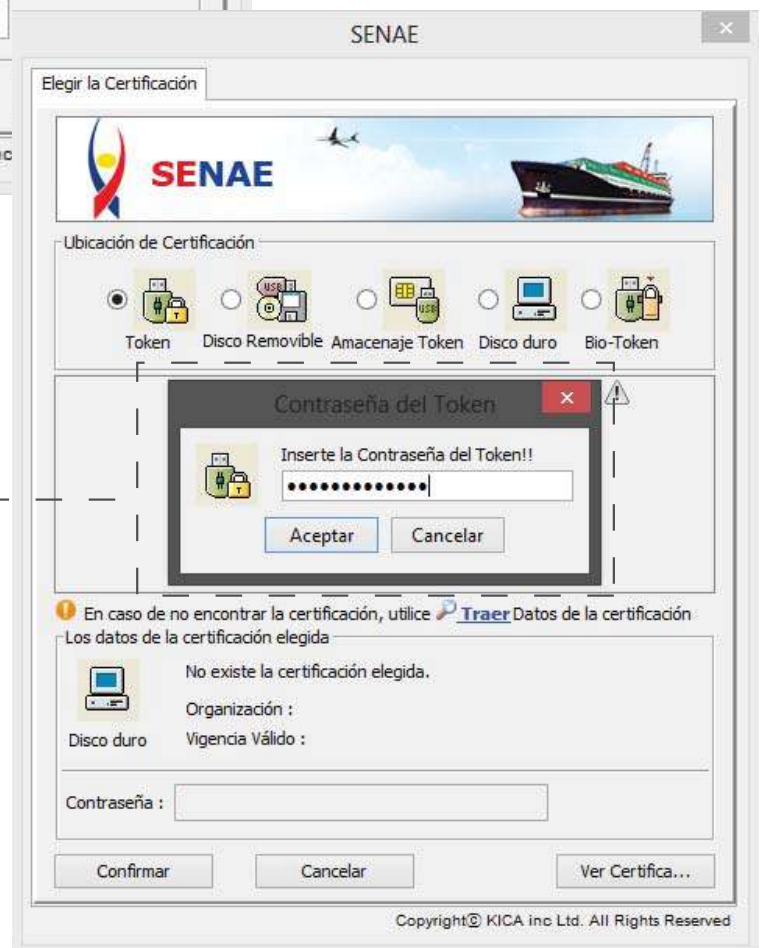 SENAE
Elegir la Certificación
SENAE
Ubicación de Certificación
Token
Disco Removible
Amacenaje Token
Disco duro
Bio-Token
Contraseña del Token
Inserte la Contraseña del Token!!
Aceptar
Cancelar
En caso de no encontrar la certificación, utilice Traer Datos de la certificación
Los datos de la certificación elegida
No existe la certificación elegida.
Organización :
Disco duro
Vigencia Válido :
Contraseña :
Confirmar
Cancelar
Ver Certifica...
Copyright© KICA inc Ltd. All Rights Reserved